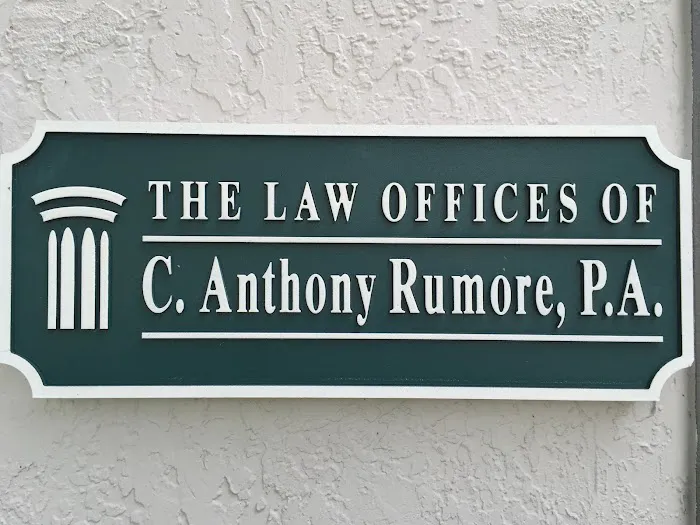 THE LAW OFFICES OF
C. Anthony Rumore, P.A.